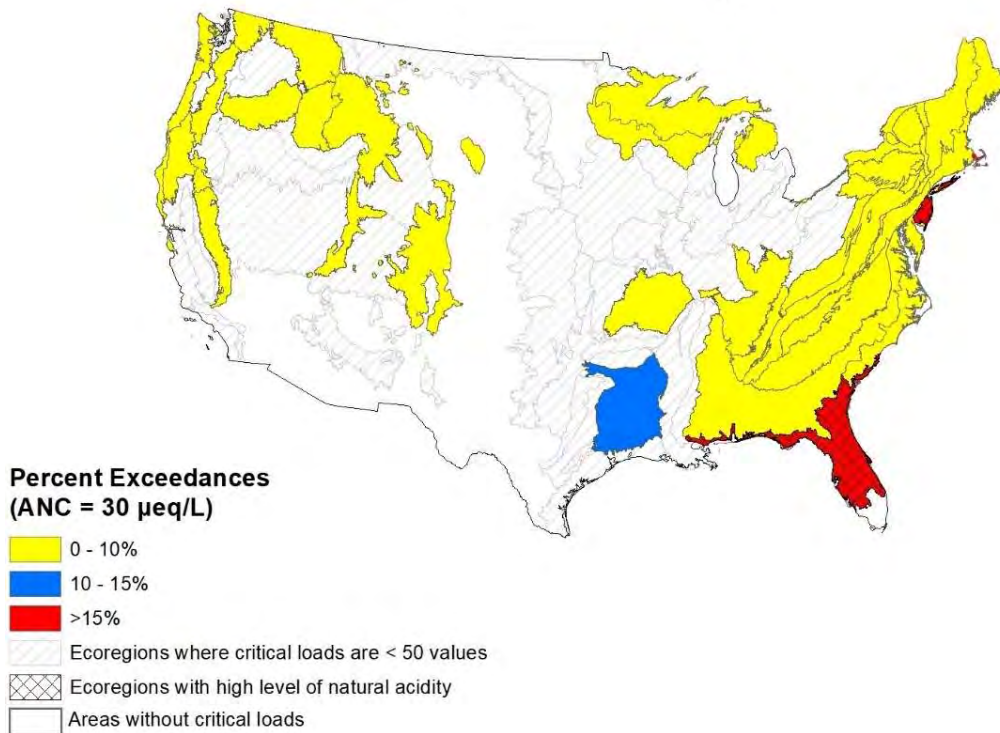 Percent Exceedances
(ANC = 30 µeq/L)
0 - 10%
10 - 15%
>15%
Ecoregions where critical loads are < 50 values
Ecoregions with high level of natural acidity
Areas without critical loads